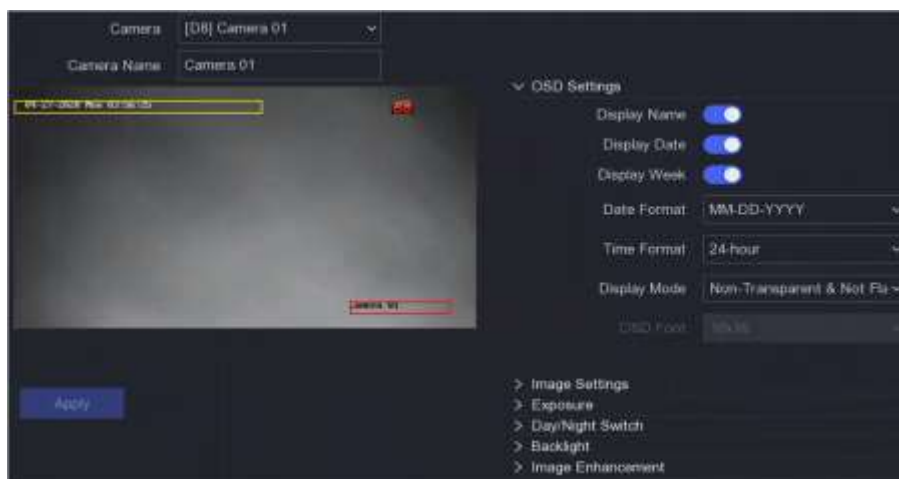 Camera [D8] Camera 01
Camera Name Camera 01
OSD Settings
Display Name
Display Date
Display Week
Date Format MM-DD-YYYY
Time Format 24-hour
Display Mode Non-Transparent & Not Fla
OSD Font
Camera 01
Apply
Image Settings
Exposure
Day/Night Switch
Backlight
Image Enhancement